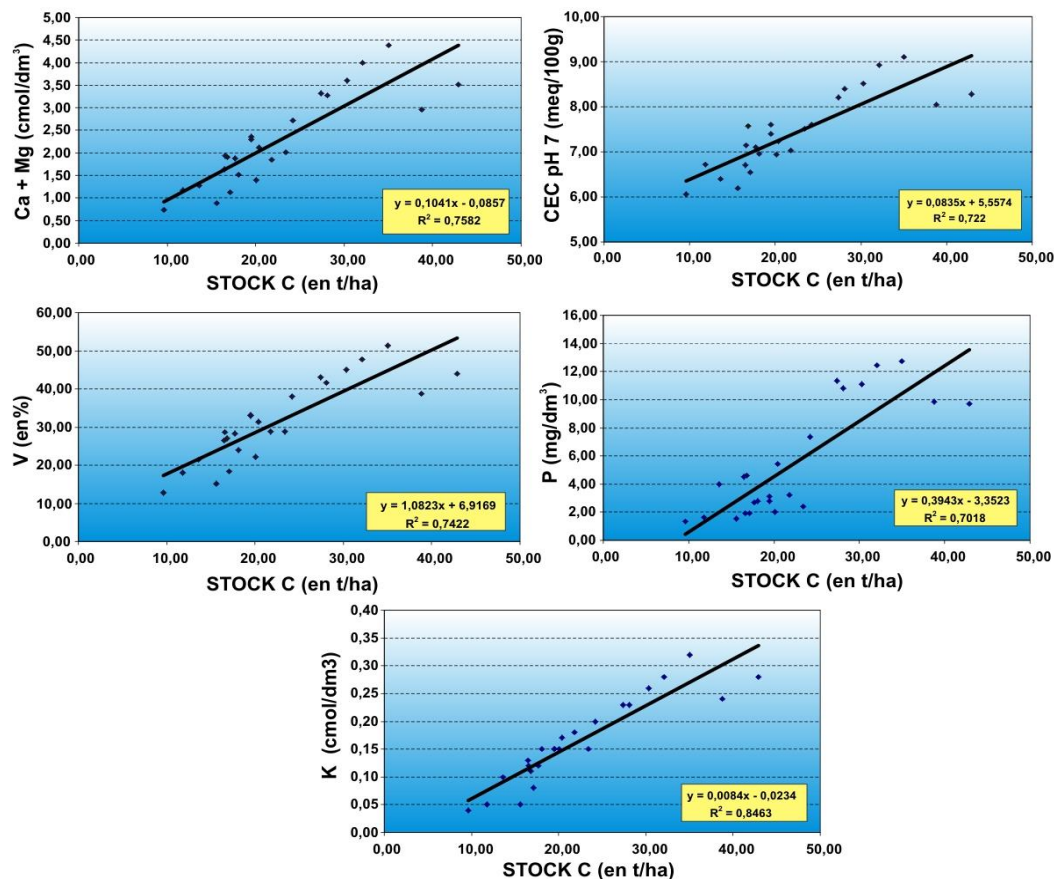 Ca + Mg (cmol/dm³)
5,00
4,50
4,00
3,50
3,00
2,50
2,00
1,50
1,00
0,50
0,00
y = 0,1041x - 0,0857
R² = 0,7582
0,00 10,00 20,00 30,00 40,00 50,00
STOCK C (en t/ha)
CEC pH 7 (meq/100g)
10,00
9,00
8,00
7,00
6,00
5,00
y = 0,0835x + 5,5574
R² = 0,722
0,00 10,00 20,00 30,00 40,00 50,00
STOCK C (en t/ha)
V (en%)
60,00
50,00
40,00
30,00
20,00
10,00
0,00
y = 1,0823x + 6,9169
R² = 0,7422
0,00 10,00 20,00 30,00 40,00 50,00
STOCK C (en t/ha)
P (mg/dm³)
16,00
14,00
12,00
10,00
8,00
6,00
4,00
2,00
0,00
y = 0,3943x - 3,3523
R² = 0,7018
0,00 10,00 20,00 30,00 40,00 50,00
STOCK C (en t/ha)
K (cmol/dm3)
0,40
0,35
0,30
0,25
0,20
0,15
0,10
0,05
0,00
y = 0,0084x - 0,0234
R² = 0,8463
0,00 10,00 20,00 30,00 40,00 50,00
STOCK C (en t/ha)